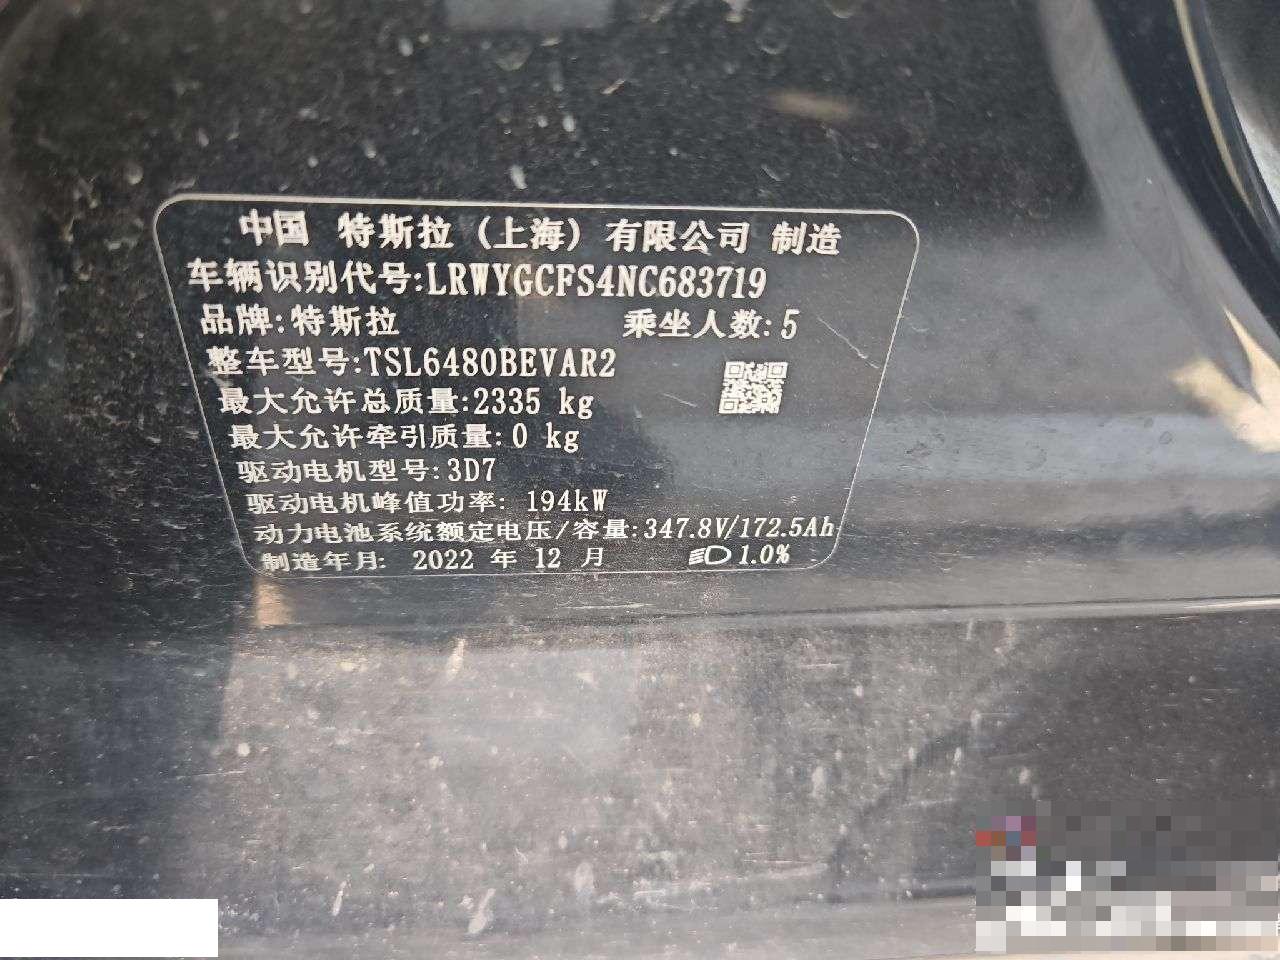 中国 特斯拉（上海）有限公司 制造
车辆识别代号:LRWYGCFS4NC683719
品牌:特斯拉 乘坐人数:5
整车型号:TSL6480BEVAR2
最大允许总质量:2335 kg
最大允许牵引质量:0 kg
驱动电机型号:3D7
驱动电机峰值功率: 194kW
动力电池系统额定电压/容量:347.8V/172.5Ah
制造年月: 2022 年 12 月 1.0%